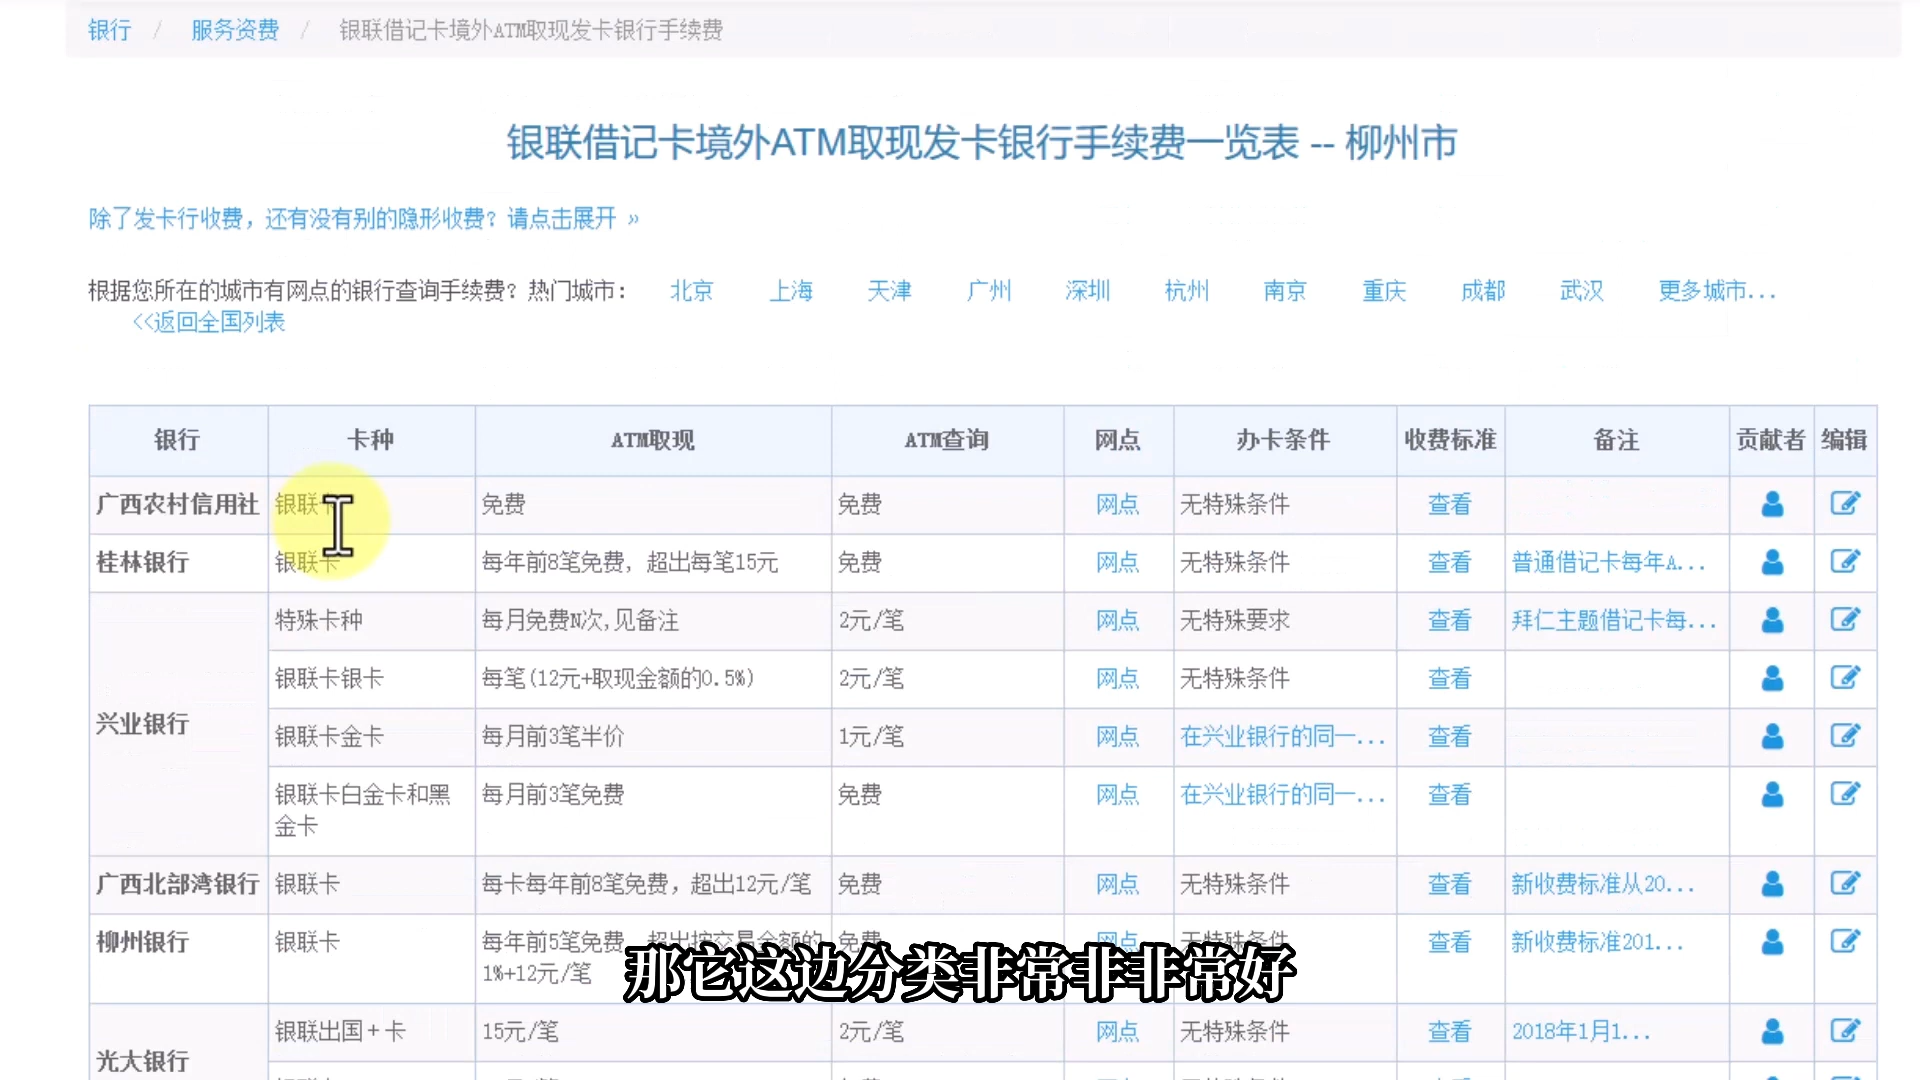 银行 / 服务资费 / 银联借记卡境外ATM取现发卡银行手续费
银联借记卡境外ATM取现发卡银行手续费一览表 -- 柳州市
除了发卡行收费，还有没有别的隐形收费？请点击展开 »
根据您所在的城市有网点的银行查询手续费？热门城市： 北京 上海 天津 广州 深圳 杭州 南京 重庆 成都 武汉 更多城市...
<<返回全国列表
银行 卡种 ATM取现 ATM查询 网点 办卡条件 收费标准 备注 贡献者 编辑
广西农村信用社 银联卡 免费 免费 网点 无特殊条件 查看
桂林银行 银联卡 每年前8笔免费，超出每笔15元 免费 网点 无特殊条件 查看 普通借记卡每年A...
兴业银行 特殊卡种 每月免费N次,见备注 2元/笔 网点 无特殊要求 查看 拜仁主题借记卡每...
银联卡银卡 每笔(12元+取现金额的0.5%) 2元/笔 网点 无特殊条件 查看
银联卡金卡 每月前3笔半价 1元/笔 网点 在兴业银行的同一... 查看
银联卡白金卡和黑金卡 每月前3笔免费 免费 网点 在兴业银行的同一... 查看
广西北部湾银行 银联卡 每卡每年前8笔免费，超出12元/笔 免费 网点 无特殊条件 查看 新收费标准从20...
柳州银行 银联卡 每年前5笔免费，超出按交易金额的1%+12元/笔 免费 网点 无特殊条件 查看 新收费标准201...
那它这边分类非常非非常好
光大银行 银联出国+卡 15元/笔 2元/笔 网点 无特殊条件 查看 2018年1月1...